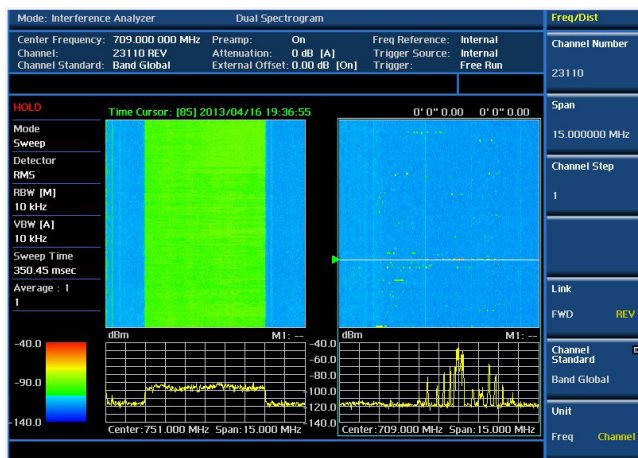 Mode: Interference Analyzer Dual Spectrogram
Freq/Dist
Center Frequency: 709.000 000 MHz Preamp: On Freq Reference: Internal
Channel: 23110 REV Attenuation: 0 dB [A] Trigger Source: Internal
Channel Standard: Band Global External Offset: 0.00 dB [On] Trigger: Free Run
Channel Number
23110
HOLD
Time Cursor: [85] 2013/04/16 19:36:55
0' 0" 0.00 0' 0" 0.00
Mode
Sweep
Detector
RMS
RBW [M]
10 kHz
VBW [A]
10 kHz
Sweep Time
350.45 msec
Average : 1
1
Span
15.000000 MHz
Channel Step
1
Link
FWD REV
Channel
Standard
Band Global
Unit
Freq Channel
-40.0
-90.0
-140.0
dBm M1: --
Center:751.000 MHz Span:15.000 MHz
-40.0
-60.0
-80.0
-100.0
-120.0
-140.0
dBm M1: --
Center:709.000 MHz Span:15.000 MHz